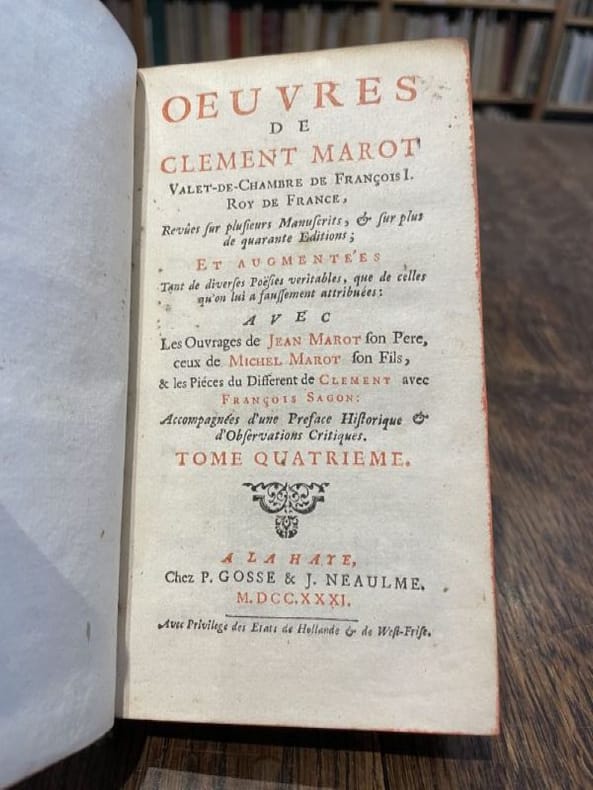 OEUVRES
DE
CLEMENT MAROT
VALET-DE-CHAMBRE DE FRANÇOIS I.
ROY DE FRANCE,
Revûes ſur pluſieurs Manuſcrits, & ſur plus
de quarante Editions;
ET AUGMENTE'ES
Tant de diverſes Poëſies veritables, que de celles
qu'on lui a fauſſement attribuées:
AVEC
Les Ouvrages de JEAN MAROT ſon Pere,
ceux de MICHEL MAROT ſon Fils,
& les Piéces du Different de CLEMENT avec
FRANÇOIS SAGON:
Accompagnées d'une Preface Hiſtorique &
d'Obſervations Critiques.
TOME QUATRIEME.
A LA HAYE,
Chez P. GOSSE & J. NEAULME.
M.DCC.XXXI.
Avec Privilege des Etats de Hollande & de Weſt-Friſe.